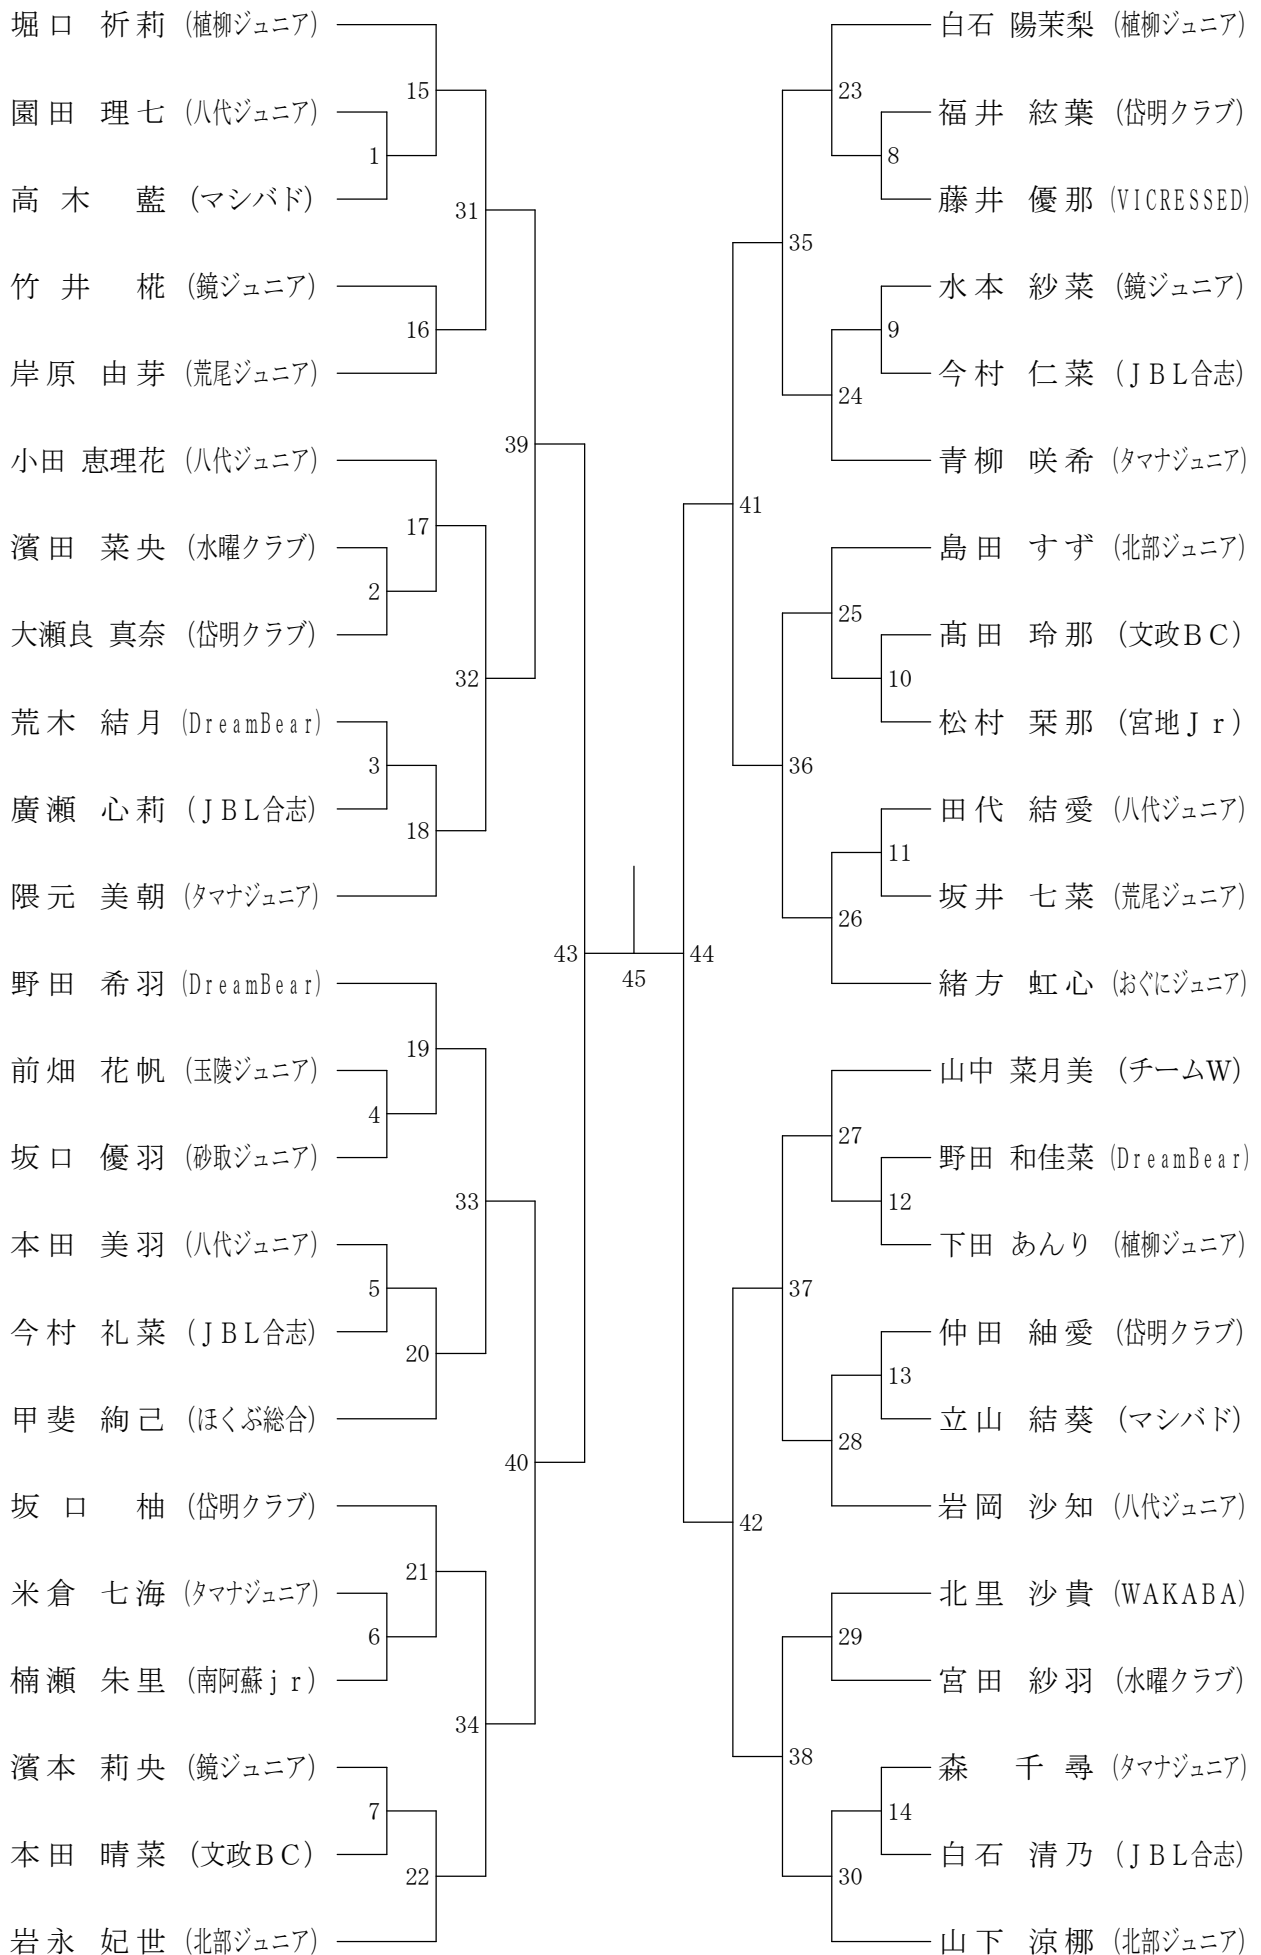 堀口 祈莉 (植柳ジュニア)
園田 理七 (八代ジュニア)
高木 藍 (マシバド)
竹井 椛 (鏡ジュニア)
岸原 由芽 (荒尾ジュニア)
小田 恵理花 (八代ジュニア)
濱田 菜央 (水曜クラブ)
大瀬良 真奈 (岱明クラブ)
荒木 結月 (DreamBear)
廣瀬 心莉 (JBL合志)
隈元 美朝 (タマナジュニア)
野田 希羽 (DreamBear)
前畑 花帆 (玉陵ジュニア)
坂口 優羽 (砂取ジュニア)
本田 美羽 (八代ジュニア)
今村 礼菜 (JBL合志)
甲斐 絢己 (ほくぶ総合)
坂口 柚 (岱明クラブ)
米倉 七海 (タマナジュニア)
楠瀬 朱里 (南阿蘇jr)
濱本 莉央 (鏡ジュニア)
本田 晴菜 (文政BC)
岩永 妃世 (北部ジュニア)
1
2
3
4
5
6
7
15
16
17
18
19
20
21
22
31
32
33
34
39
40
43
45
44
41
42
35
36
37
38
23
24
25
26
27
28
29
30
8
9
10
11
12
13
14
白石 陽茉梨 (植柳ジュニア)
福井 絃葉 (岱明クラブ)
藤井 優那 (VICRESSED)
水本 紗菜 (鏡ジュニア)
今村 仁菜 (JBL合志)
青柳 咲希 (タマナジュニア)
島田 すず (北部ジュニア)
髙田 玲那 (文政BC)
松村 栞那 (宮地Jr)
田代 結愛 (八代ジュニア)
坂井 七菜 (荒尾ジュニア)
緒方 虹心 (おぐにジュニア)
山中 菜月美 (チームW)
野田 和佳菜 (DreamBear)
下田 あんり (植柳ジュニア)
仲田 紬愛 (岱明クラブ)
立山 結葵 (マシバド)
岩岡 沙知 (八代ジュニア)
北里 沙貴 (WAKABA)
宮田 紗羽 (水曜クラブ)
森 千尋 (タマナジュニア)
白石 清乃 (JBL合志)
山下 涼梛 (北部ジュニア)